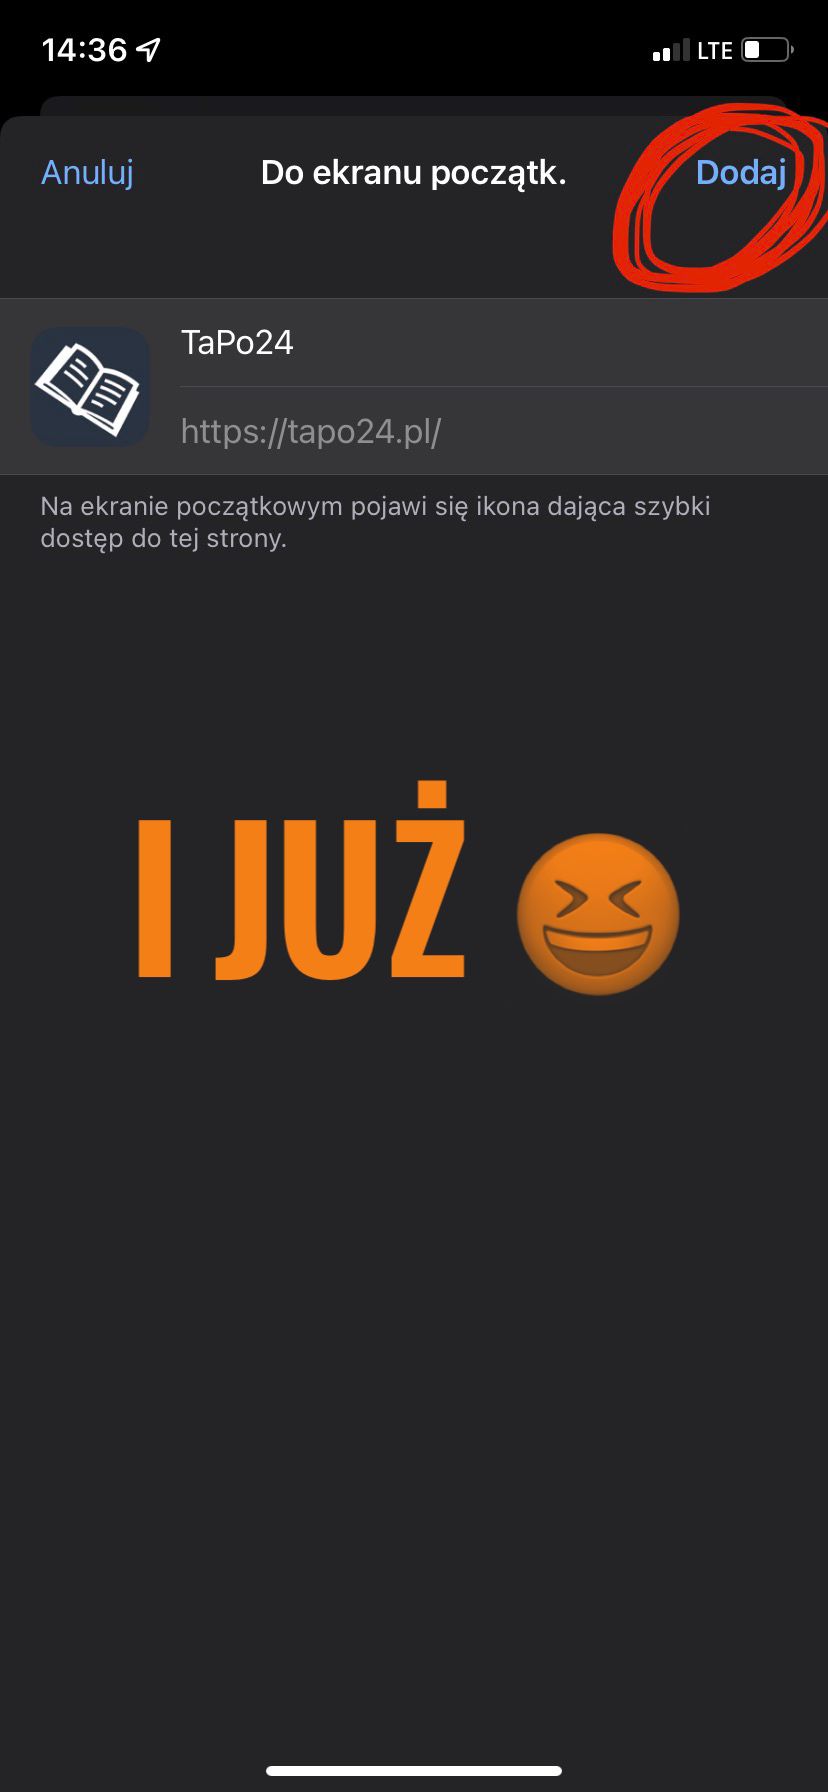 14:36
LTE
Anuluj
Do ekranu początk.
Dodaj
TaPo24
https://tapo24.pl/
Na ekranie początkowym pojawi się ikona dająca szybki
dostęp do tej strony.
I JUŻ 😆